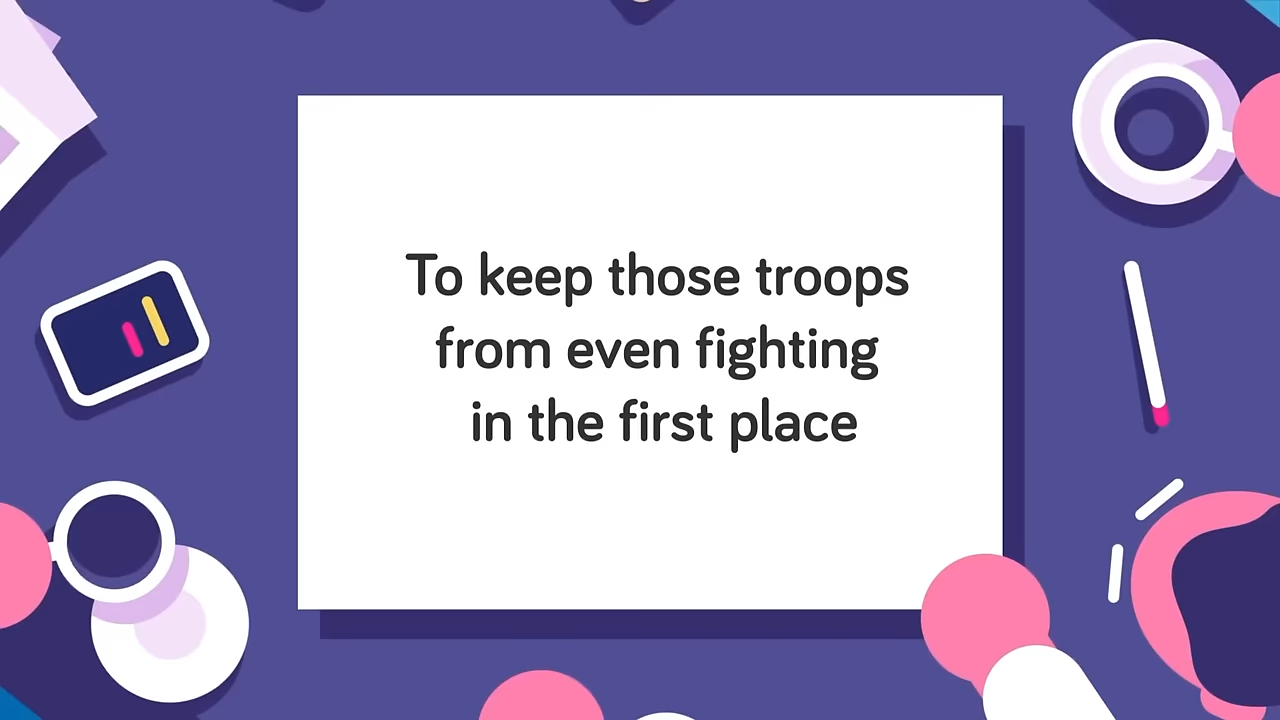 To keep those troops
from even fighting
in the first place